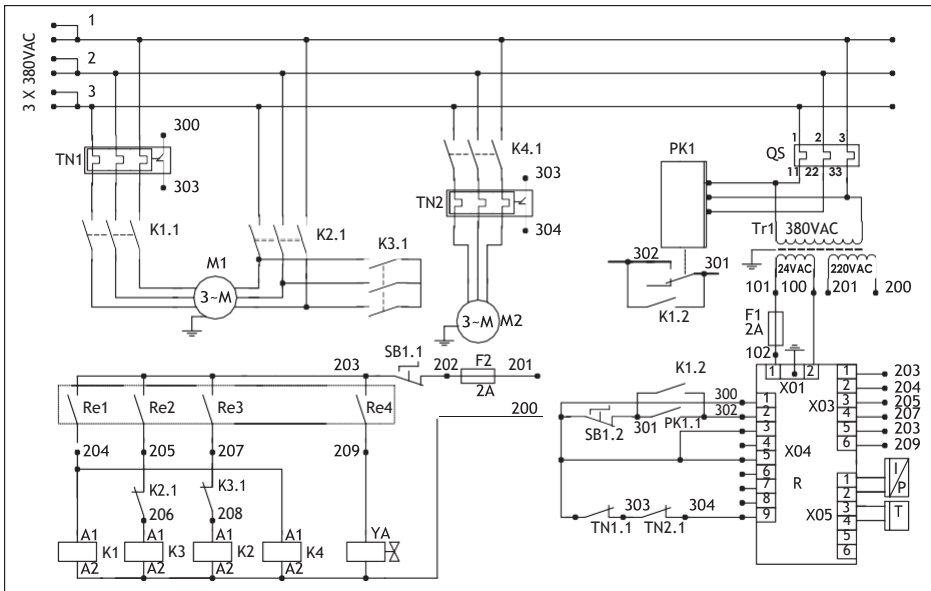 3 X 380VAC
1
2
3
TN1
300
303
K1.1
M1
3~M
K2.1
K3.1
K4.1
TN2
303
304
3~M
M2
PK1
302
301
K1.2
QS
1
2
3
11
22
33
Tr1
380VAC
24VAC
220VAC
101
100
201
200
F1
2A
102
203
SB1.1
202
F2
2A
201
200
Re1
Re2
Re3
Re4
204
205
207
209
K2.1
206
K3.1
208
A1
K1
A2
A1
K3
A2
A1
K2
A2
A1
K4
A2
YA
K1.2
SB1.2
301
PK1.1
300
302
TN1.1
303
TN2.1
304
1
2
3
4
5
6
7
8
9
X04
R
1
2
X01
X03
1
2
3
4
5
6
203
204
205
207
203
209
X05
1
2
3
4
5
6
I/P
T